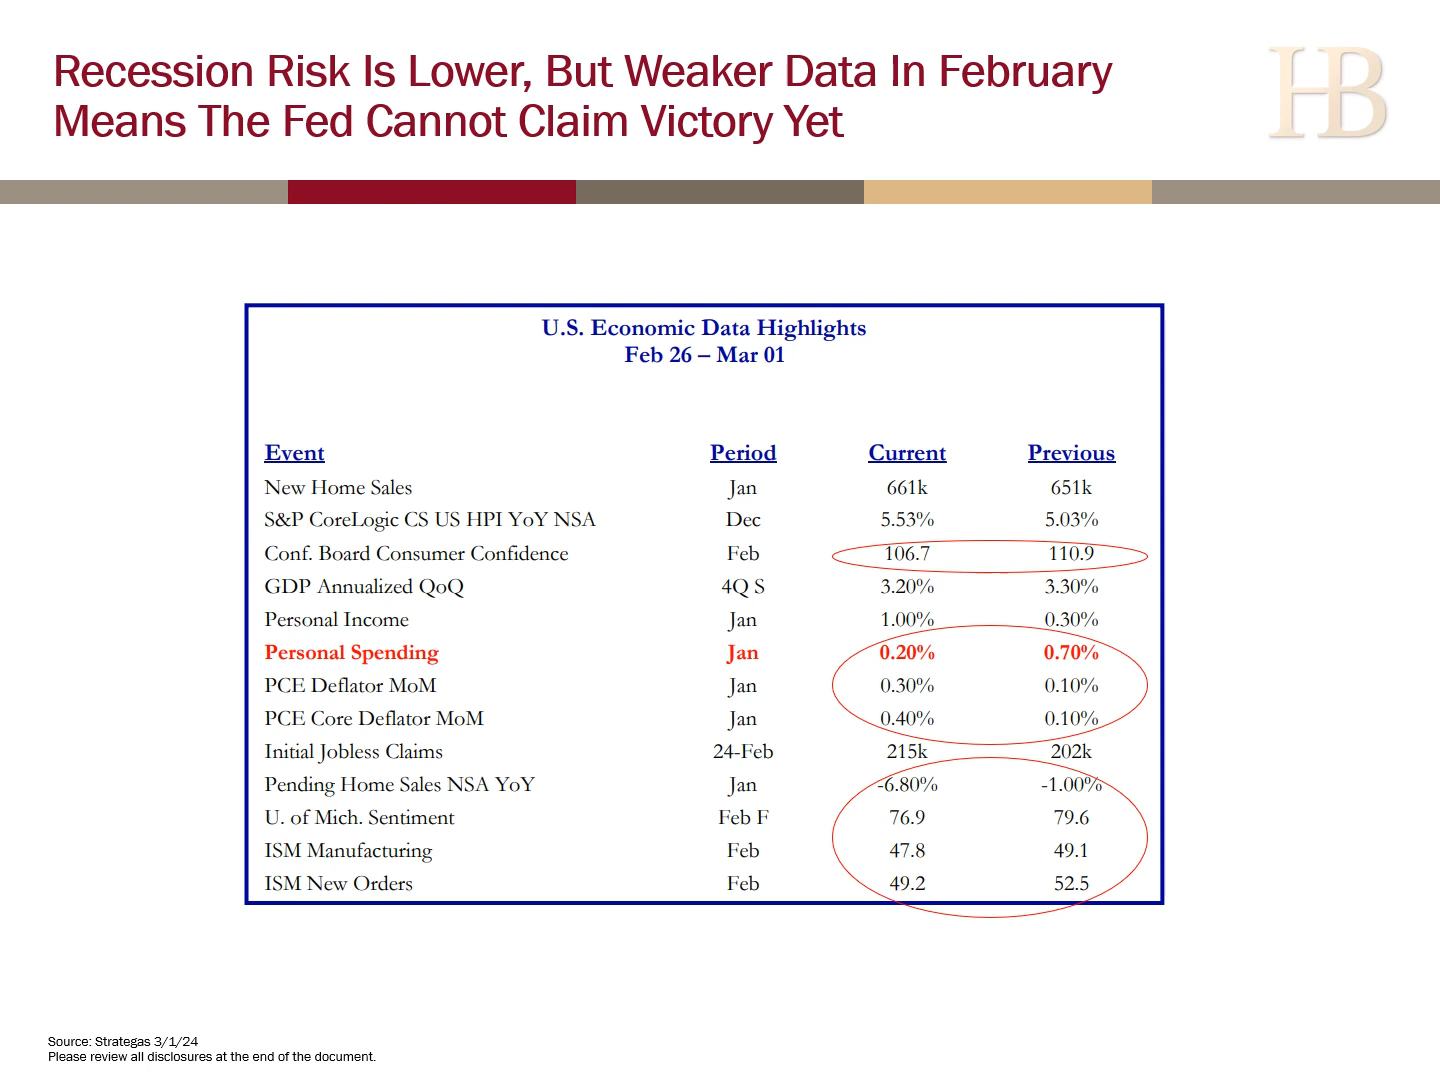 Recession Risk Is Lower, But Weaker Data In February
Means The Fed Cannot Claim Victory Yet
HB
U.S. Economic Data Highlights
Feb 26 – Mar 01
Event Period Current Previous
New Home Sales Jan 661k 651k
S&P CoreLogic CS US HPI YoY NSA Dec 5.53% 5.03%
Conf. Board Consumer Confidence Feb 106.7 110.9
GDP Annualized QoQ 4Q S 3.20% 3.30%
Personal Income Jan 1.00% 0.30%
Personal Spending Jan 0.20% 0.70%
PCE Deflator MoM Jan 0.30% 0.10%
PCE Core Deflator MoM Jan 0.40% 0.10%
Initial Jobless Claims 24-Feb 215k 202k
Pending Home Sales NSA YoY Jan -6.80% -1.00%
U. of Mich. Sentiment Feb F 76.9 79.6
ISM Manufacturing Feb 47.8 49.1
ISM New Orders Feb 49.2 52.5
Source: Strategas 3/1/24
Please review all disclosures at the end of the document.